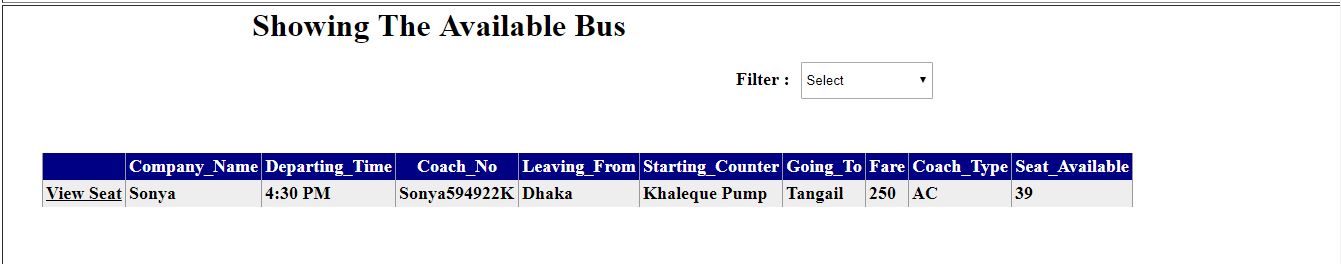 Showing The Available Bus
Filter : Select
Company_Name Departing_Time Coach_No Leaving_From Starting_Counter Going_To Fare Coach_Type Seat_Available
View Seat Sonya 4:30 PM Sonya594922K Dhaka Khaleque Pump Tangail 250 AC 39